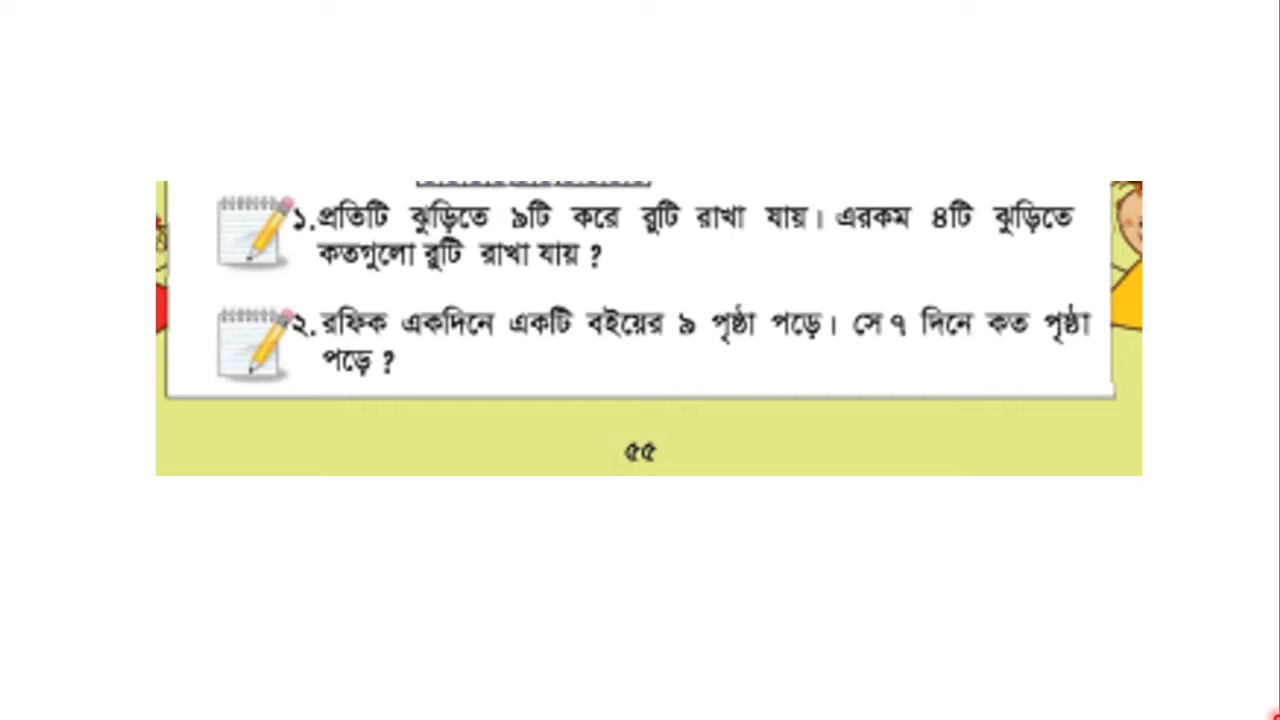 ১. প্রতিটি ঝুড়িতে ৯টি করে রুটি রাখা যায়। এরকম ৪টি ঝুড়িতে
কতগুলো রুটি রাখা যায় ?
২. রফিক একদিনে একটি বইয়ের ৯ পৃষ্ঠা পড়ে। সে ৭ দিনে কত পৃষ্ঠা
পড়ে ?
৫৫